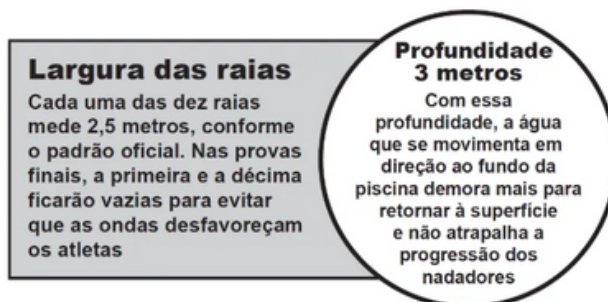 Largura das raias
Cada uma das dez raias
mede 2,5 metros, conforme
o padrão oficial. Nas provas
finais, a primeira e a décima
ficarão vazias para evitar
que as ondas desfavoreçam
os atletas
Profundidade
3 metros
Com essa
profundidade, a água
que se movimenta em
direção ao fundo da
piscina demora mais para
retornar à superfície
e não atrapalha a
progressão dos
nadadores